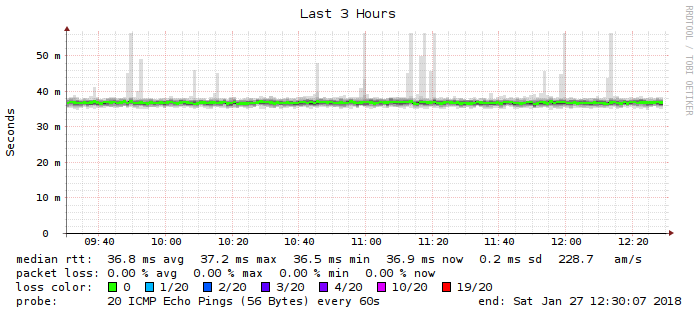 Last 3 Hours
RRDTOOL / TOBI OETIKER
Seconds
50 m
40 m
30 m
20 m
10 m
0
09:40 10:00 10:20 10:40 11:00 11:20 11:40 12:00 12:20
median rtt: 36.8 ms avg 37.2 ms max 36.5 ms min 36.9 ms now 0.2 ms sd 228.7 am/s
packet loss: 0.00 % avg 0.00 % max 0.00 % min 0.00 % now
loss color: 0 1/20 2/20 3/20 4/20 10/20 19/20
probe: 20 ICMP Echo Pings (56 Bytes) every 60s end: Sat Jan 27 12:30:07 2018